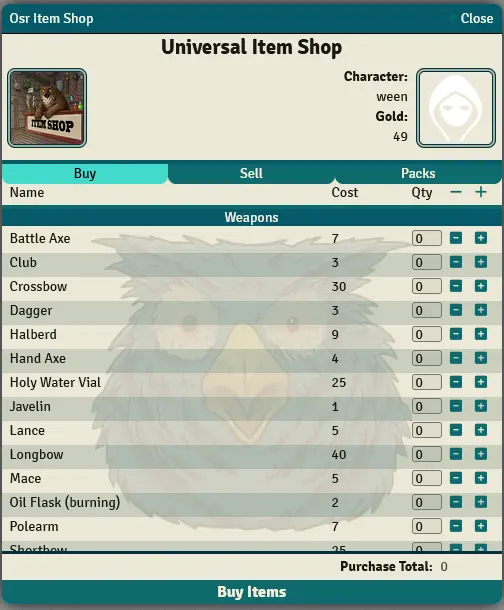 Osr Item Shop Close
Universal Item Shop
ITEM SHOP
Character:
ween
Gold:
49
Buy Sell Packs
Name Cost Qty − +
Weapons
Battle Axe 7 0 − +
Club 3 0 − +
Crossbow 30 0 − +
Dagger 3 0 − +
Halberd 9 0 − +
Hand Axe 4 0 − +
Holy Water Vial 25 0 − +
Javelin 1 0 − +
Lance 5 0 − +
Longbow 40 0 − +
Mace 5 0 − +
Oil Flask (burning) 2 0 − +
Polearm 7 0 − +
Shortbow 25 0 − +
Purchase Total: 0
Buy Items